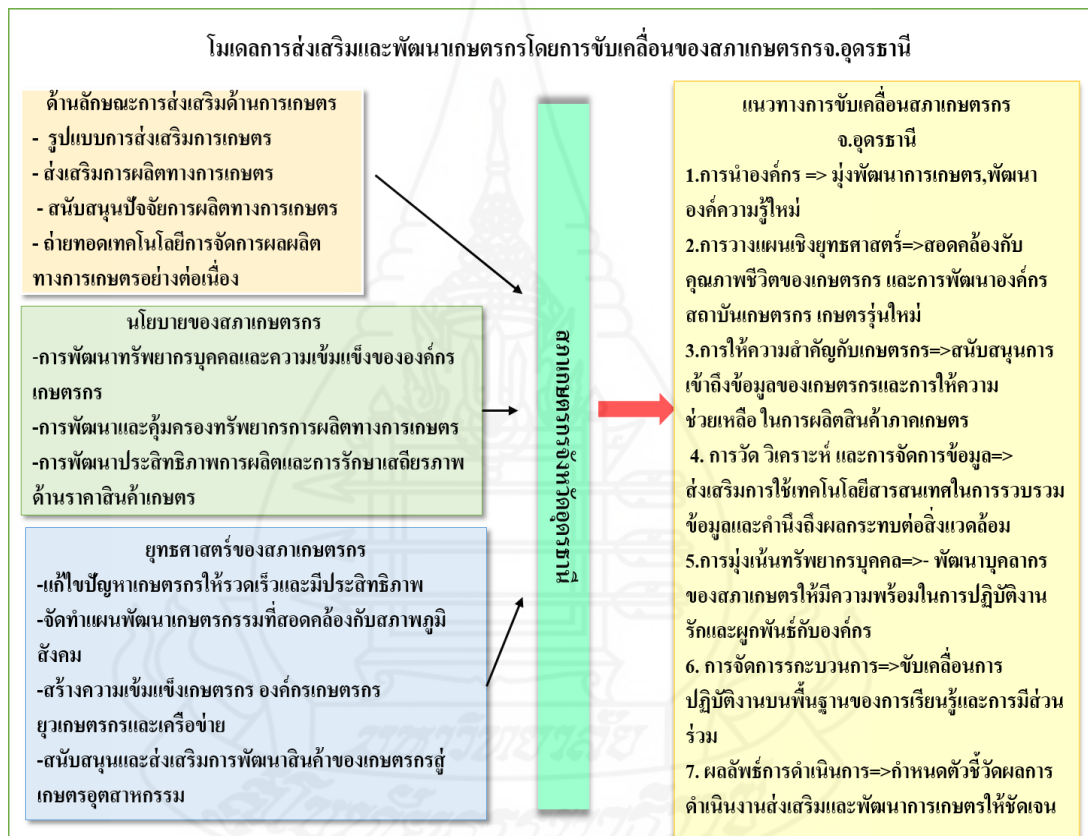 โมเดลการส่งเสริมและพัฒนาเกษตรกรโดยการขับเคลื่อนของสภาเกษตรกรจ.อุดรธานี
ด้านลักษณะการส่งเสริมด้านการเกษตร
- รูปแบบการส่งเสริมการเกษตร
- ส่งเสริมการผลิตทางการเกษตร
- สนับสนุนปัจจัยการผลิตทางการเกษตร
- ถ่ายทอดเทคโนโลยีการจัดการผลผลิต
ทางการเกษตรอย่างต่อเนื่อง
นโยบายของสภาเกษตรกร
-การพัฒนาทรัพยากรบุคคลและความเข้มแข็งขององค์กร
เกษตรกร
-การพัฒนาและคุ้มครองทรัพยากรการผลิตทางการเกษตร
-การพัฒนาประสิทธิภาพการผลิตและการรักษาเสถียรภาพ
ด้านราคาสินค้าเกษตร
ยุทธศาสตร์ของสภาเกษตรกร
-แก้ไขปัญหาเกษตรกรให้รวดเร็วและมีประสิทธิภาพ
-จัดทำแผนพัฒนาเกษตรกรรมที่สอดคล้องกับสภาพภูมิ
สังคม
-สร้างความเข้มแข็งเกษตรกร องค์กรเกษตรกร
ยุวเกษตรกรและเครือข่าย
-สนับสนุนและส่งเสริมการพัฒนาสินค้าของเกษตรกรสู่
เกษตรอุตสาหกรรม
สภาเกษตรกรจังหวัดอุดรธานี
แนวทางการขับเคลื่อนสภาเกษตรกร
จ.อุดรธานี
1.การนำองค์กร => มุ่งพัฒนาการเกษตร,พัฒนา
องค์ความรู้ใหม่
2.การวางแผนเชิงยุทธศาสตร์=>สอดคล้องกับ
คุณภาพชีวิตของเกษตรกร และการพัฒนาองค์กร
สถาบันเกษตรกร เกษตรรุ่นใหม่
3.การให้ความสำคัญกับเกษตรกร=>สนับสนุนการ
เข้าถึงข้อมูลของเกษตรกรและการให้ความ
ช่วยเหลือ ในการผลิตสินค้าภาคเกษตร
4. การวัด วิเคราะห์ และการจัดการข้อมูล=>
ส่งเสริมการใช้เทคโนโลยีสารสนเทศในการรวบรวม
ข้อมูลและคำนึงถึงผลกระทบต่อสิ่งแวดล้อม
5.การมุ่งเน้นทรัพยากรบุคคล=>- พัฒนาบุคลากร
ของสภาเกษตรให้มีความพร้อมในการปฏิบัติงาน
รักและผูกพันธ์กับองค์กร
6. การจัดการรกะบวนการ=>ขับเคลื่อนการ
ปฏิบัติงานบนพื้นฐานของการเรียนรู้และการมีส่วน
ร่วม
7. ผลลัพธ์การดำเนินการ=>กำหนดตัวชี้วัดผลการ
ดำเนินงานส่งเสริมและพัฒนาการเกษตรให้ชัดเจน